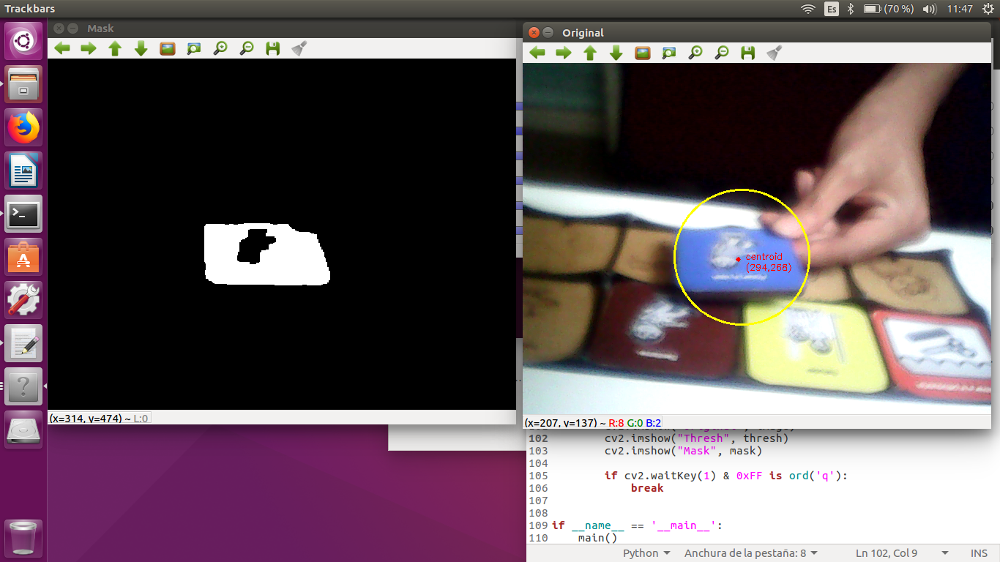 Trackbars
Es
(70 %)
11:47
Mask
Original
centroid
(294,268)
(x=314, y=474) ~ L:0
(x=207, y=137) ~ R:8 G:0 B:2
102 cv2.imshow("Thresh", thresh)
103 cv2.imshow("Mask", mask)
104
105 if cv2.waitKey(1) & 0xFF is ord('q'):
106 break
107
108
109 if __name__ == '__main__':
110 main()
Python
Anchura de la pestaña: 8
Ln 102, Col 9
INS